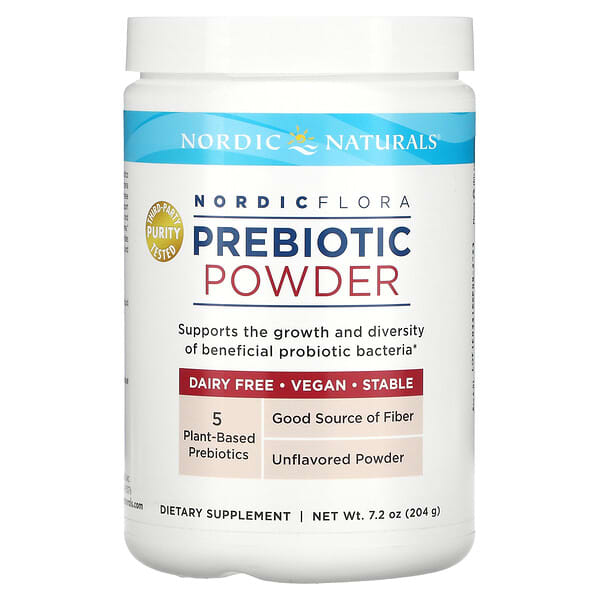 NORDIC NATURALS®
THIRD-PARTY
PURITY
TESTED
NORDICFLORA
PREBIOTIC
POWDER
Supports the growth and diversity
of beneficial probiotic bacteria*
DAIRY FREE • VEGAN • STABLE
5
Plant-Based
Prebiotics
Good Source of Fiber
Unflavored Powder
DIETARY SUPPLEMENT | NET Wt. 7.2 oz (204 g)